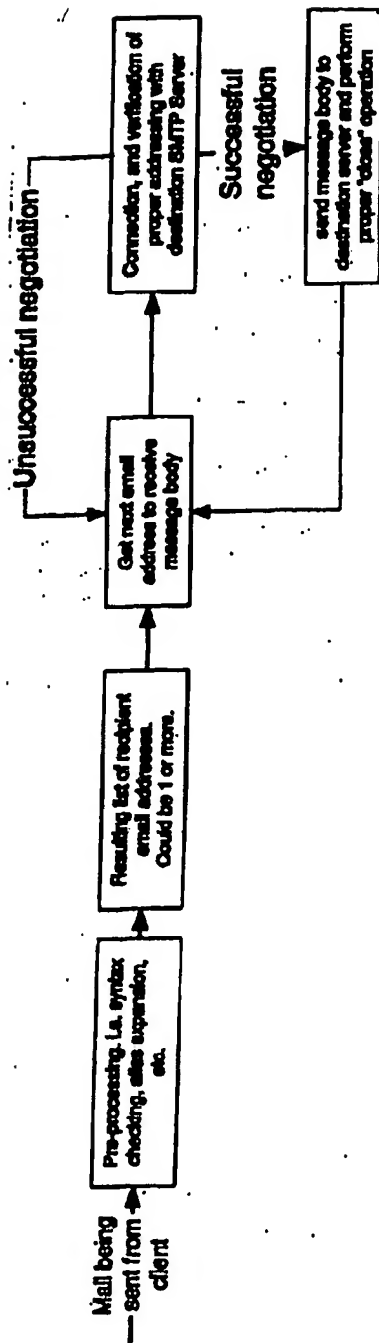 Mail being
sent from
client
Pre-processing. i.e. syntax
checking, alias expansion,
etc.
Resulting list of recipient
email addresses.
Could be 1 or more.
Get next email
address to receive
message body
Unsuccessful negotiation
Connection, and verification of
proper addressing with
destination SMTP Server
Successful
negotiation
send message body to
destination server and perform
proper "close" operation